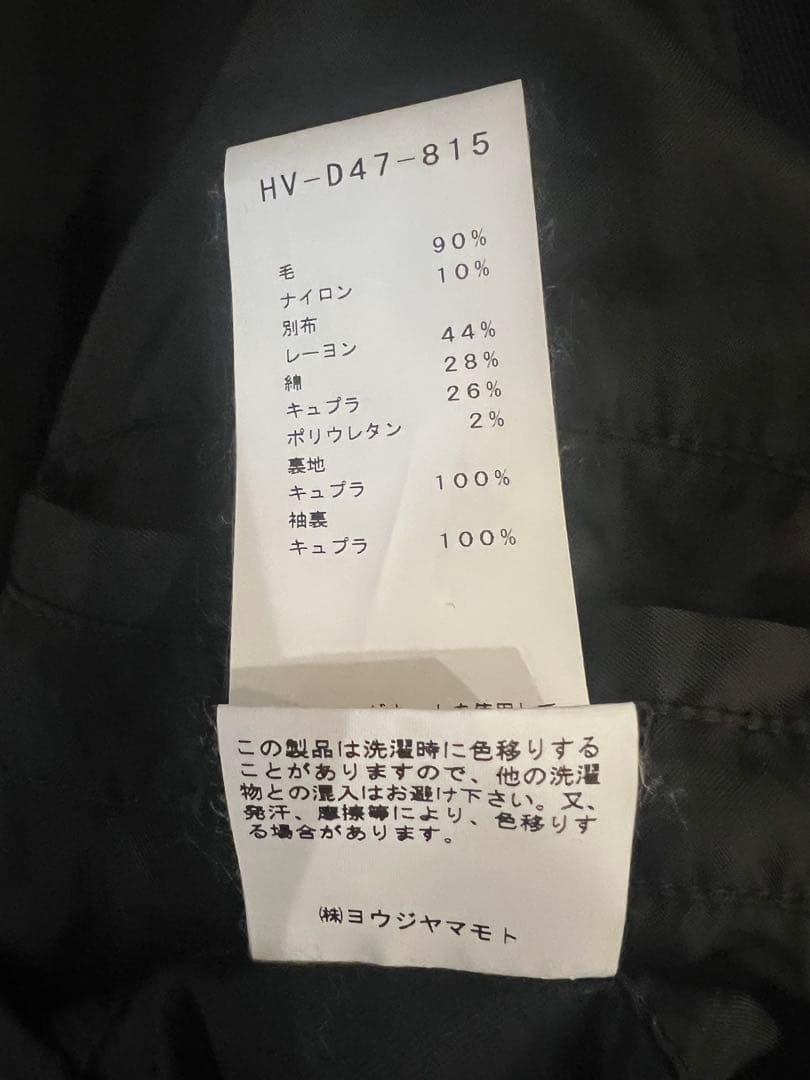 HV-D47-815
毛 90%
ナイロン 10%
別布
レーヨン 44%
綿 28%
キュプラ 26%
ポリウレタン 2%
裏地
キュプラ 100%
袖裏
キュプラ 100%
この製品は洗濯時に色移りする
ことがありますので、他の洗濯
物との混入はお避け下さい。又、
発汗、摩擦等により、色移りす
る場合があります。
㈱ヨウジヤマモト